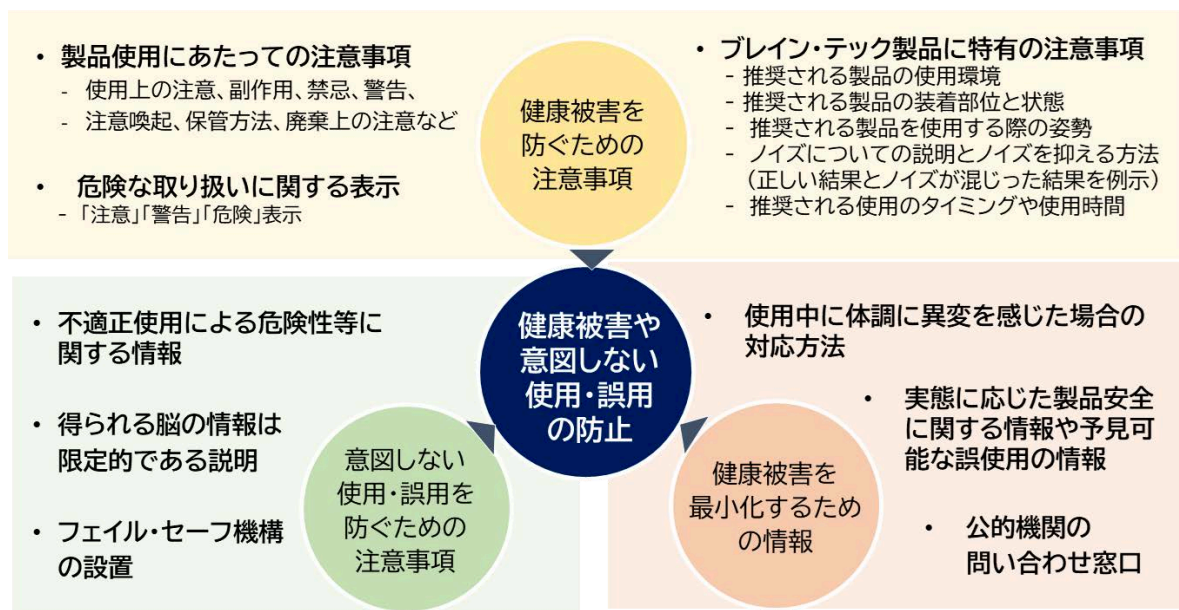 ・ 製品使用にあたっての注意事項
- 使用上の注意、副作用、禁忌、警告、
- 注意喚起、保管方法、廃棄上の注意など
・ 危険な取り扱いに関する表示
- 「注意」「警告」「危険」表示
健康被害を
防ぐための
注意事項
・ ブレイン・テック製品に特有の注意事項
- 推奨される製品の使用環境
- 推奨される製品の装着部位と状態
- 推奨される製品を使用する際の姿勢
- ノイズについての説明とノイズを抑える方法
（正しい結果とノイズが混じった結果を例示）
- 推奨される使用のタイミングや使用時間
健康被害や
意図しない
使用・誤用
の防止
・ 不適正使用による危険性等に
関する情報
・ 得られる脳の情報は
限定的である説明
・ フェイル・セーフ機構
の設置
意図しない
使用・誤用を
防ぐための
注意事項
・ 使用中に体調に異変を感じた場合の
対応方法
・ 実態に応じた製品安全
に関する情報や予見可
能な誤使用の情報
・ 公的機関の
問い合わせ窓口
健康被害を
最小化するため
の情報